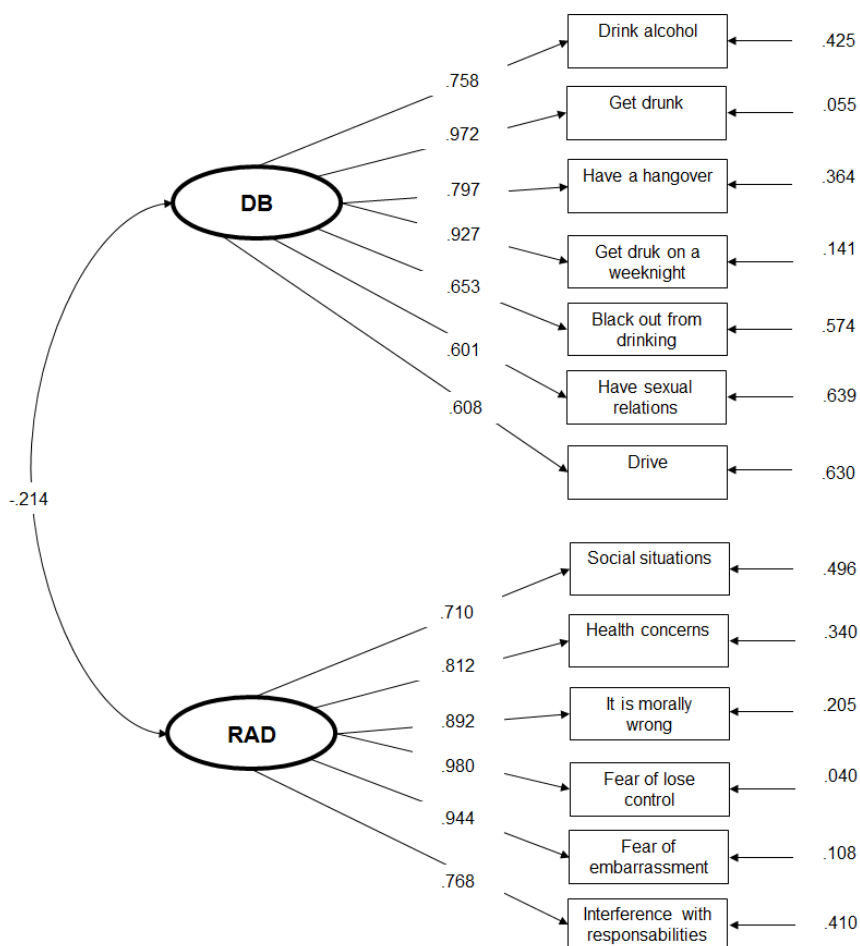 Drink alcohol
.425
.758
Get drunk
.055
.972
Have a hangover
.364
.797
DB
.927
Get druk on a
weeknight
.141
.653
Black out from
drinking
.574
.601
Have sexual
relations
.639
.608
Drive
.630
-.214
Social situations
.496
.710
Health concerns
.340
.812
It is morally
wrong
.205
.892
RAD
.980
Fear of lose
control
.040
.944
Fear of
embarrassment
.108
.768
Interference with
responsabilities
.410